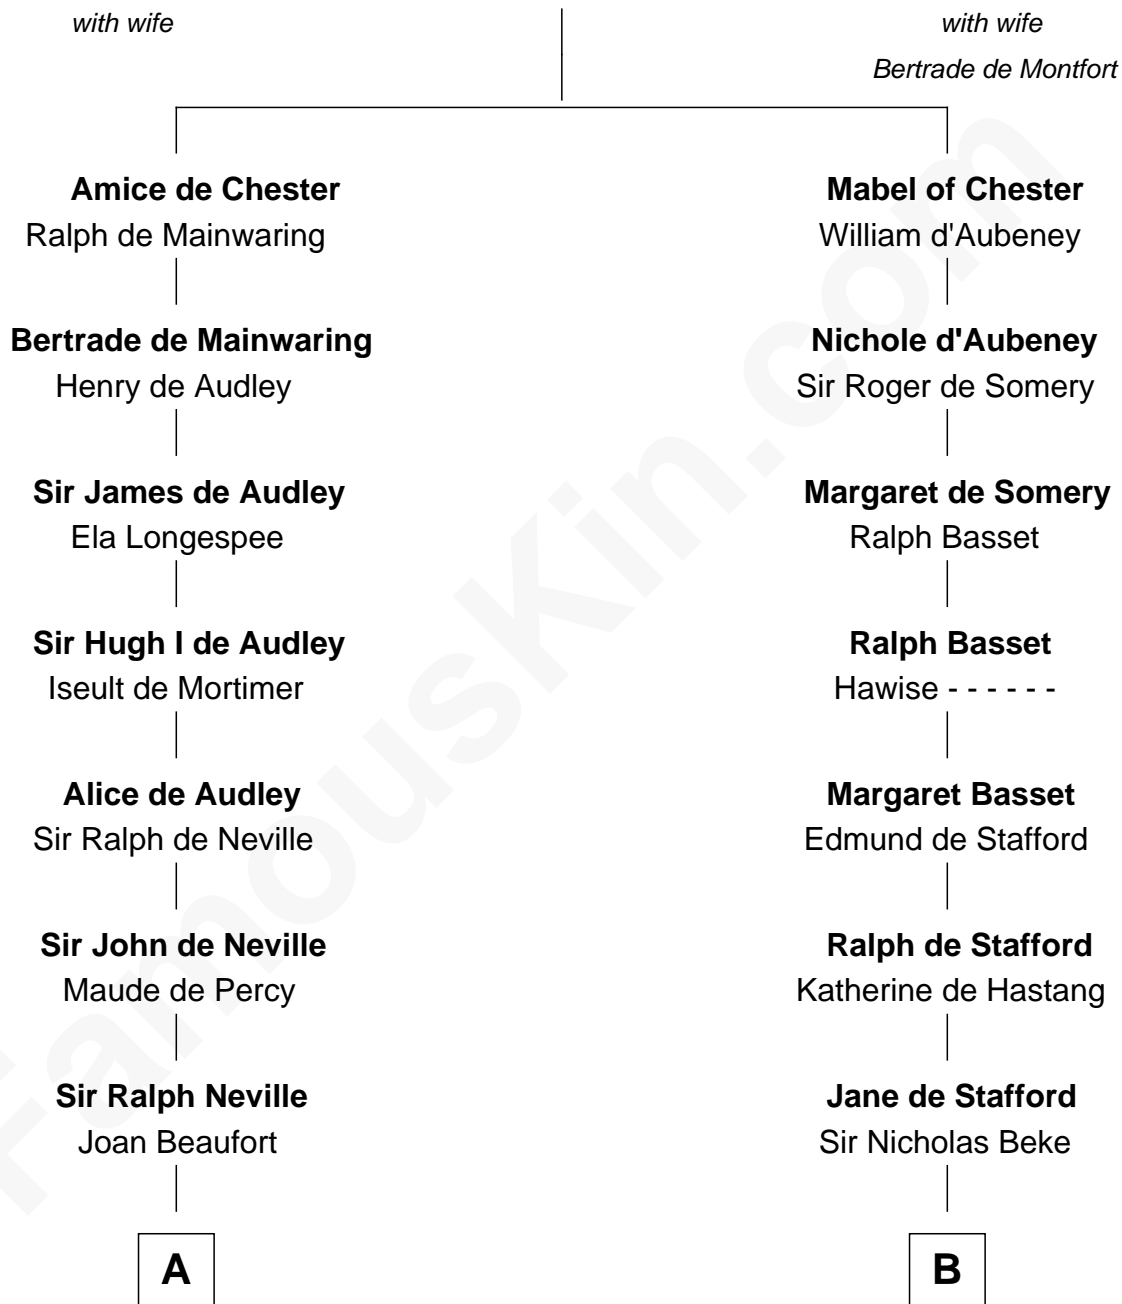 with wife
with wife
Bertrade de Montfort
Amice de Chester
Ralph de Mainwaring
Mabel of Chester
William d'Aubeney
Bertrade de Mainwaring
Henry de Audley
Nichole d'Aubeney
Sir Roger de Somery
Sir James de Audley
Ela Longespee
Margaret de Somery
Ralph Basset
Sir Hugh I de Audley
Iseult de Mortimer
Ralph Basset
Hawise - - - - - -
Alice de Audley
Sir Ralph de Neville
Margaret Basset
Edmund de Stafford
Sir John de Neville
Maude de Percy
Ralph de Stafford
Katherine de Hastang
Sir Ralph Neville
Joan Beaufort
Jane de Stafford
Sir Nicholas Beke
A
B
FamousKin.com